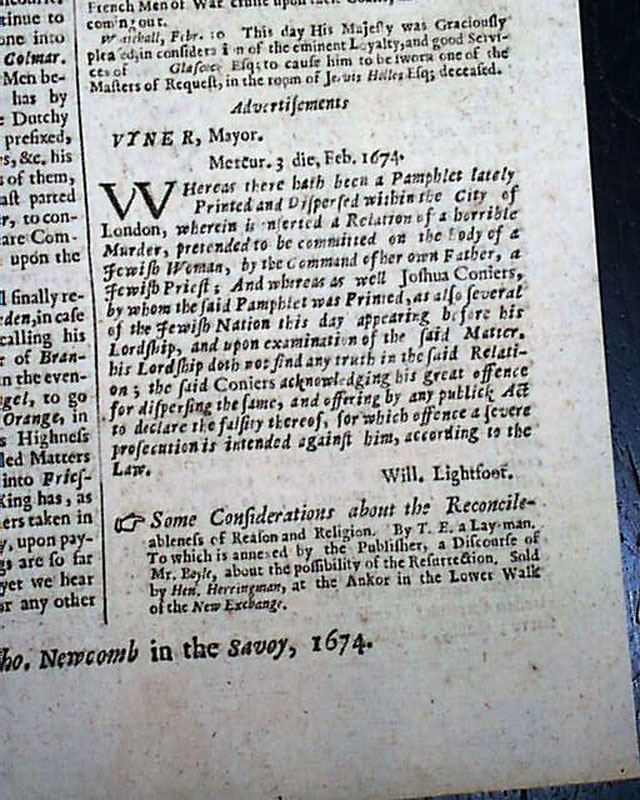 tinue to
one into
Colmar.
Men be-
has by
Dutchy
prefixed,
s, &c. his
s of them,
ast parted
r, to con-
are Com-
upon the
finally re-
den, in case
calling his
r of Bran-
n the even-
gel, to go
Orange, in
s Highneſs
led Matters
into Frieſ-
King has, as
ers taken in
y, upon pay-
gs are so far
yet we hear
or any other
French Men of War
coming out.
Whitehall, Febr. 10 This day His Majeſty was Graciouſly
pleaſed, in conſideration of the eminent Loyalty, and good Servi-
ces of Glaſcock Eſq; to cauſe him to be ſworn one of the
Maſters of Requeſt, in the room of Jervis Holles Eſq; deceaſed.
Advertiſements
VYNER, Mayor.
Mercur. 3 die, Feb. 1674.
WHereas there hath been a Pamphlet lately
Printed and Diſperſed within the City of
London, wherein is inſerted a Relation of a horrible
Murder, pretended to be committed on the Body of a
Jewiſh Woman, by the Command of her own Father, a
Jewiſh Prieſt; And whereas as well Joshua Coniers,
by whom the ſaid Pamphlet was Printed, as alſo ſeveral
of the Jewiſh Nation this day appearing before his
Lordſhip, and upon examination of the ſaid Matter.
his Lordſhip doth not find any truth in the ſaid Relati-
on; the ſaid Coniers acknowledging his great offence
for diſperſing the ſame, and offering by any publick Act
to declare the falſity thereof, for which offence a ſevere
proſecution is intended againſt him, according to the
Law.
Will. Lightfoot.
☞ Some Conſiderations about the Reconcile-
ableneſs of Reaſon and Religion. By T. E. a Lay-man.
To which is annexed by the Publiſher, a Diſcourſe of
Mr. Boyle, about the poſſibility of the Reſurrection. Sold
by Hen. Herringman, at the Ankor in the Lower Walk
of the New Exchange.
ho. Newcomb in the Savoy, 1674.